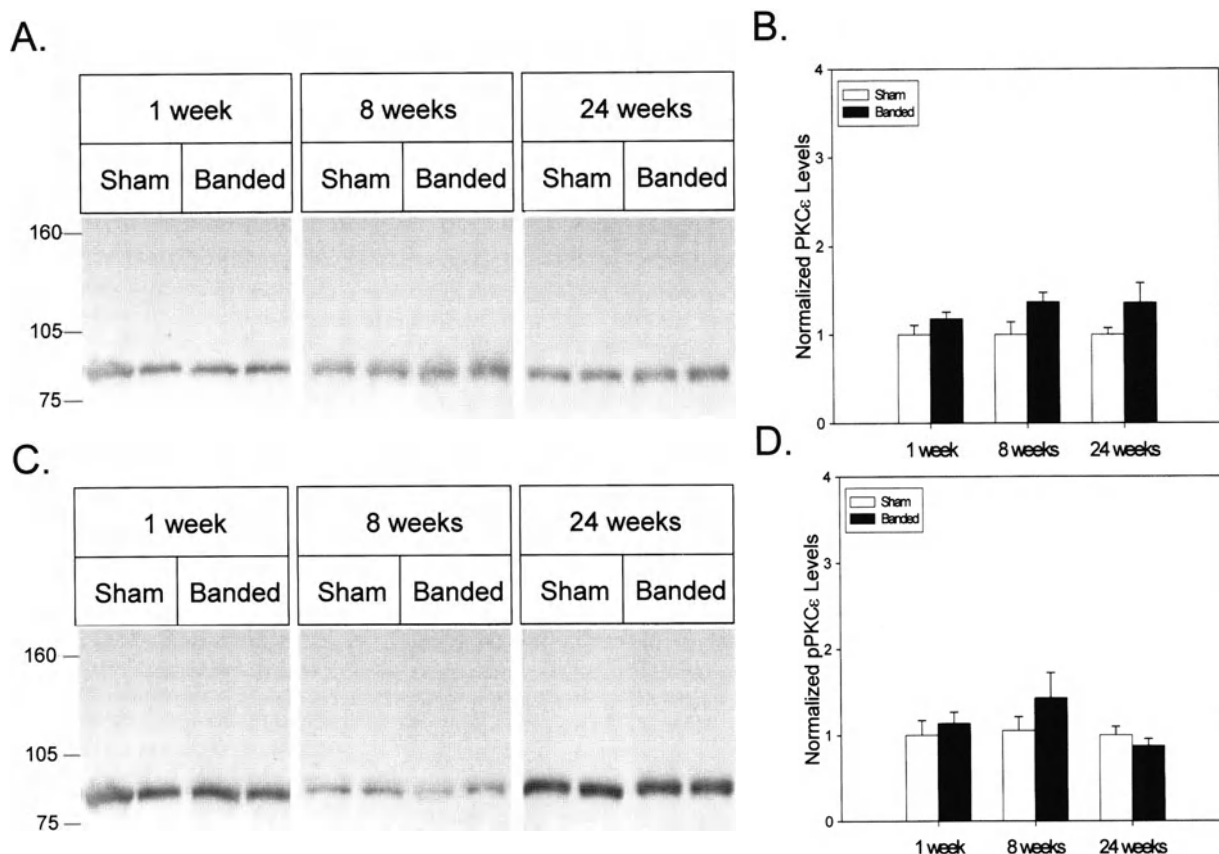 A.
1 week 8 weeks 24 weeks
Sham Banded Sham Banded Sham Banded
160
105
75
B.
4
3
2
1
0
Normalized PKCε Levels
Sham
Banded
1 week 8 weeks 24 weeks
C.
1 week 8 weeks 24 weeks
Sham Banded Sham Banded Sham Banded
160
105
75
D.
4
3
2
1
0
Normalized pPKCε Levels
Sham
Banded
1 week 8 weeks 24 weeks